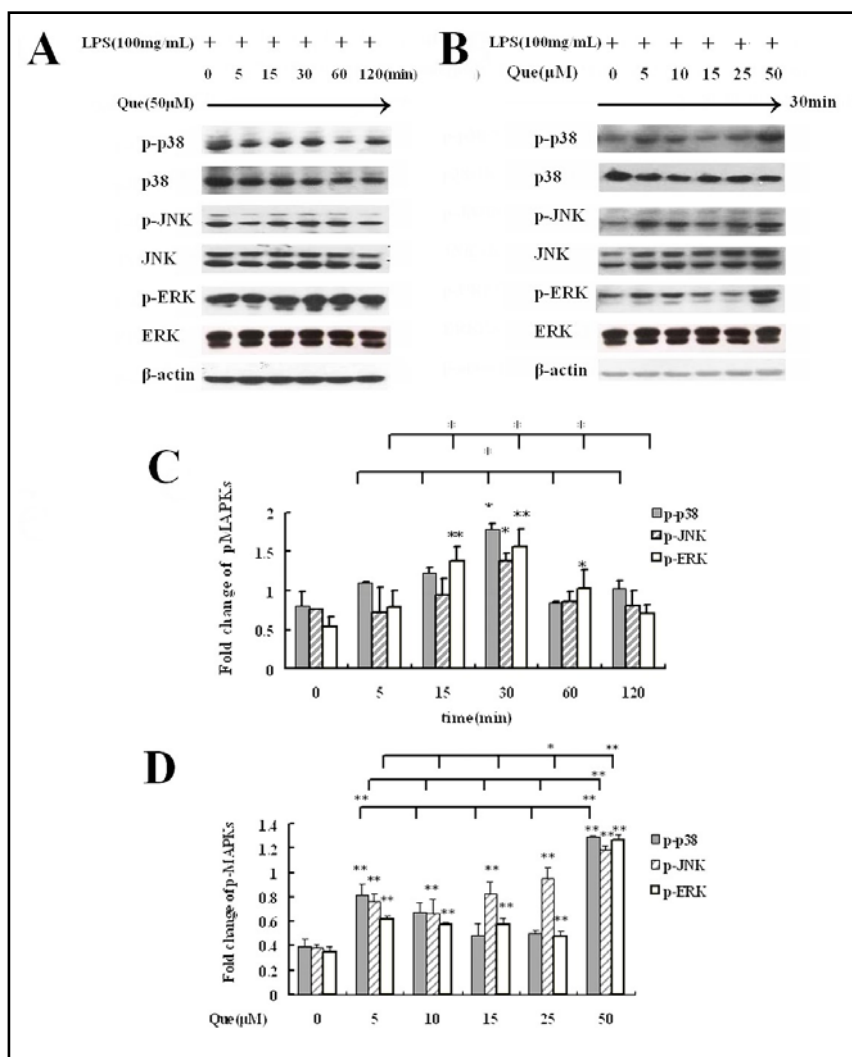 A
LPS(100mg/mL) + + + + + +
0 5 15 30 60 120(min)
Que(50μM)
p-p38
p38
p-JNK
JNK
p-ERK
ERK
β-actin
B
LPS(100mg/mL) + + + + + +
Que(μM) 0 5 10 15 25 50
30min
p-p38
p38
p-JNK
JNK
p-ERK
ERK
β-actin
C
* * *
*
Fold change of pMAPKs
2
1.5
1
0.5
0
** * * ** *
p-p38
p-JNK
p-ERK
0 5 15 30 60 120
time(min)
D
* **
**
** **
Fold change of p-MAPKs
1.4
1.2
1
0.8
0.6
0.4
0.2
0
** ** ** ** ** ** ** ** ** ** ** **
p-p38
p-JNK
p-ERK
Que(μM) 0 5 10 15 25 50